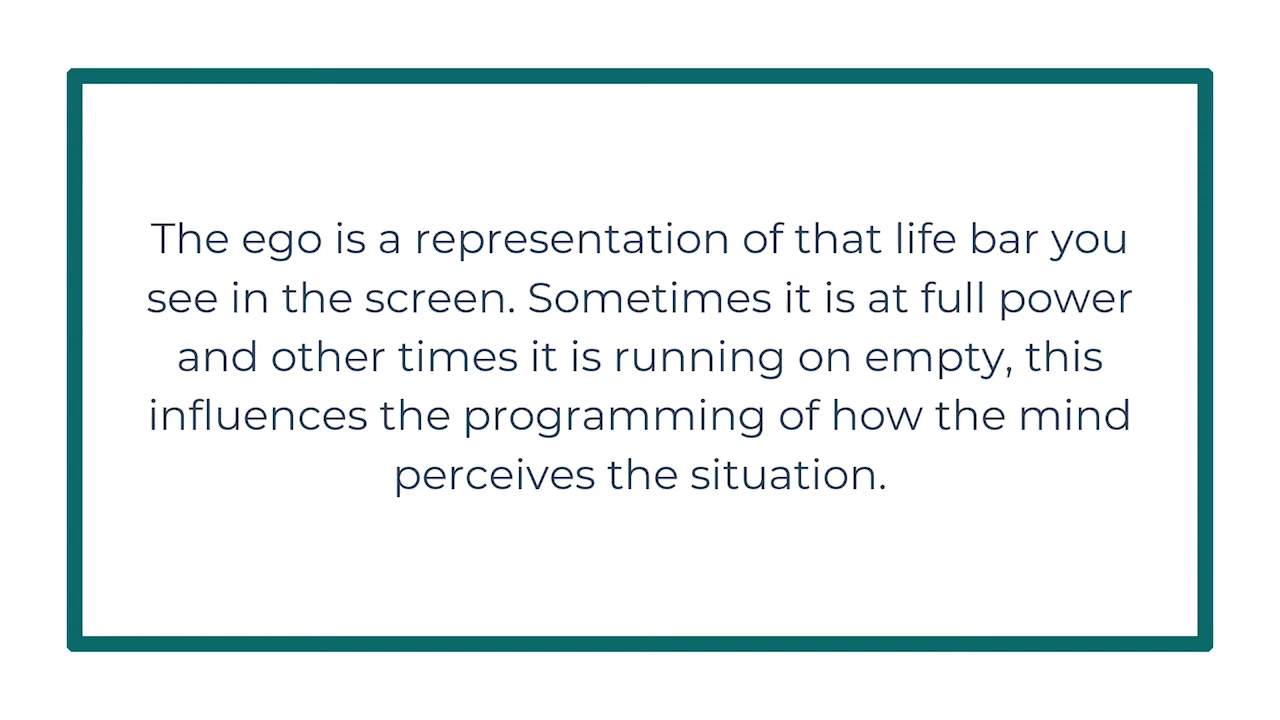 The ego is a representation of that life bar you
see in the screen. Sometimes it is at full power
and other times it is running on empty, this
influences the programming of how the mind
perceives the situation.